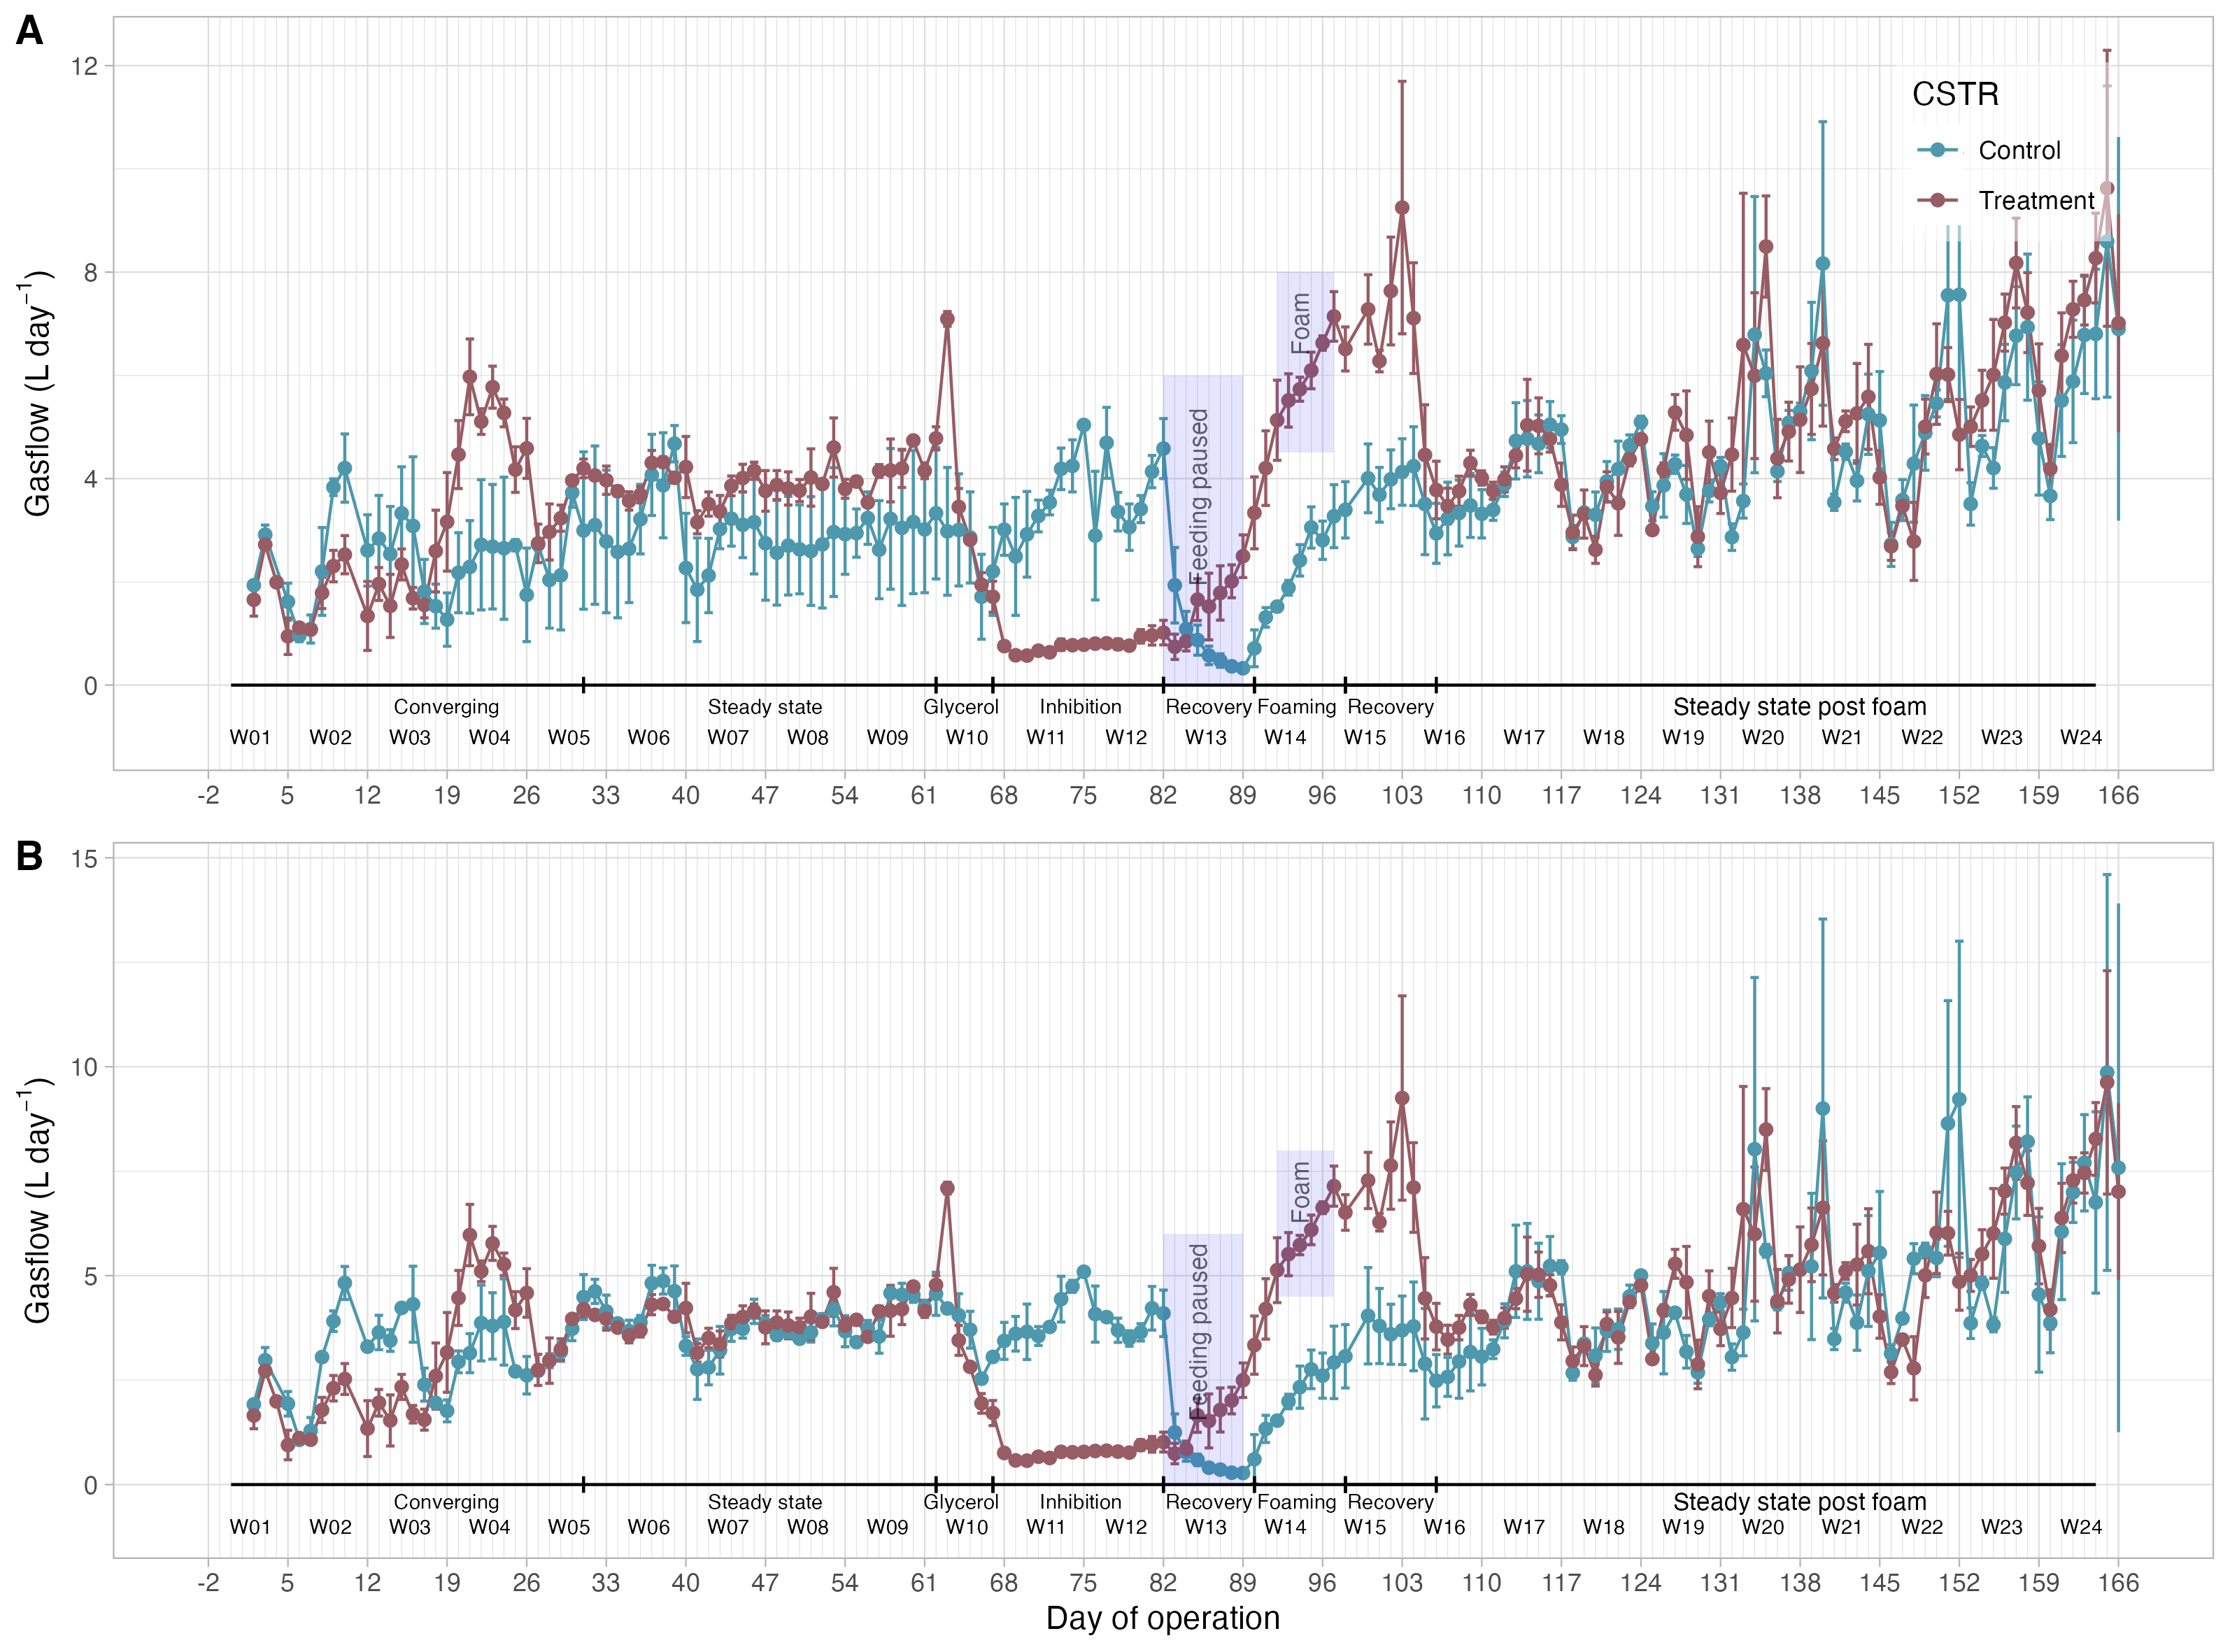 A
12
8
4
0
Gasflow (L day⁻¹)
CSTR
Control
Treatment
Foam
Feeding paused
Converging Steady state Glycerol Inhibition Recovery Foaming Recovery Steady state post foam
W01 W02 W03 W04 W05 W06 W07 W08 W09 W10 W11 W12 W13 W14 W15 W16 W17 W18 W19 W20 W21 W22 W23 W24
-2 5 12 19 26 33 40 47 54 61 68 75 82 89 96 103 110 117 124 131 138 145 152 159 166
B
15
10
5
0
Gasflow (L day⁻¹)
Foam
Feeding paused
Converging Steady state Glycerol Inhibition Recovery Foaming Recovery Steady state post foam
W01 W02 W03 W04 W05 W06 W07 W08 W09 W10 W11 W12 W13 W14 W15 W16 W17 W18 W19 W20 W21 W22 W23 W24
-2 5 12 19 26 33 40 47 54 61 68 75 82 89 96 103 110 117 124 131 138 145 152 159 166
Day of operation